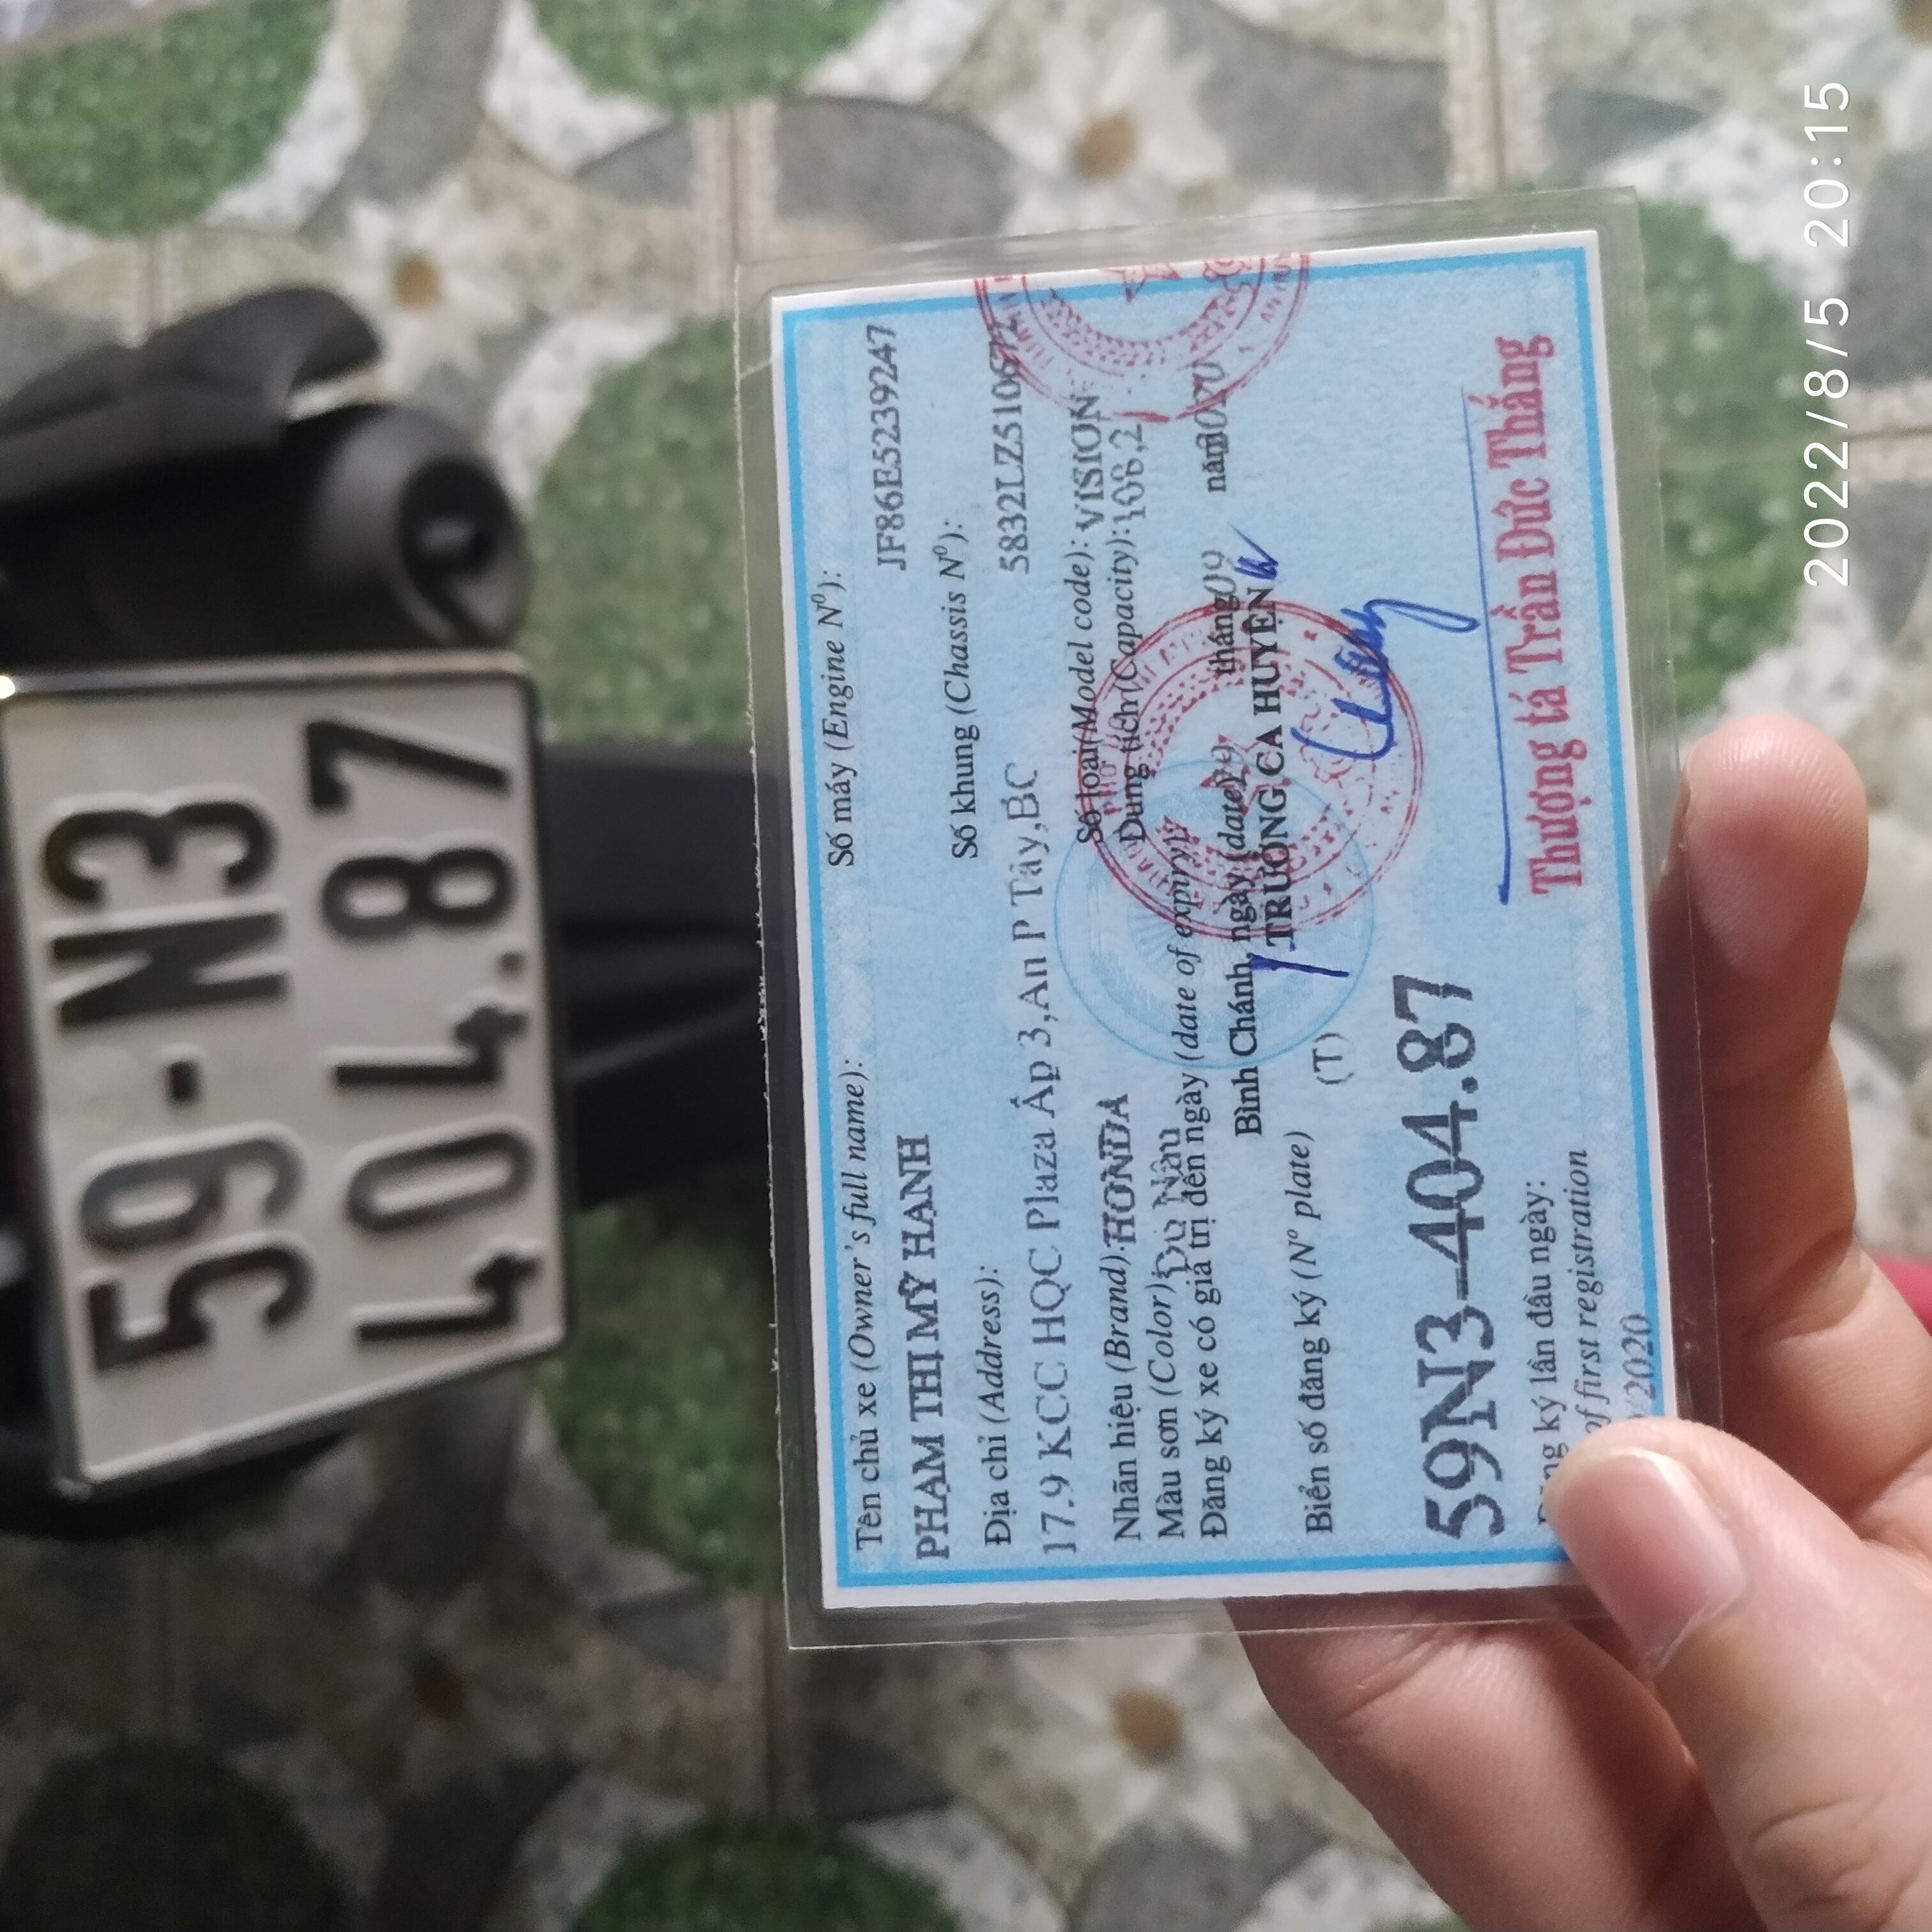 59-N3
404.87
Tên chủ xe (Owner's full name):
PHẠM THỊ MỸ HẠNH
Địa chỉ (Address):
17.9 KCC HQC Plaza Ấp 3,An P Tây,BC
Nhãn hiệu (Brand):HONDA
Màu sơn (Color):
Đăng ký xe có giá trị đến ngày (date of expiry)
Số máy (Engine Nº):
JF86E5239247
Số khung (Chassis Nº):
Số loại (Model code): VISION
Dung tích (Capacity):
Bình Chánh, ngày (date) tháng 09 năm
TRƯỞNG CA HUYỆN
Biển số đăng ký (Nº plate) (T)
59N3-404.87
ký lần đầu ngày:
of first registration
2020
Thượng tá Trần Đức Thắng
2022/8/5 20:15